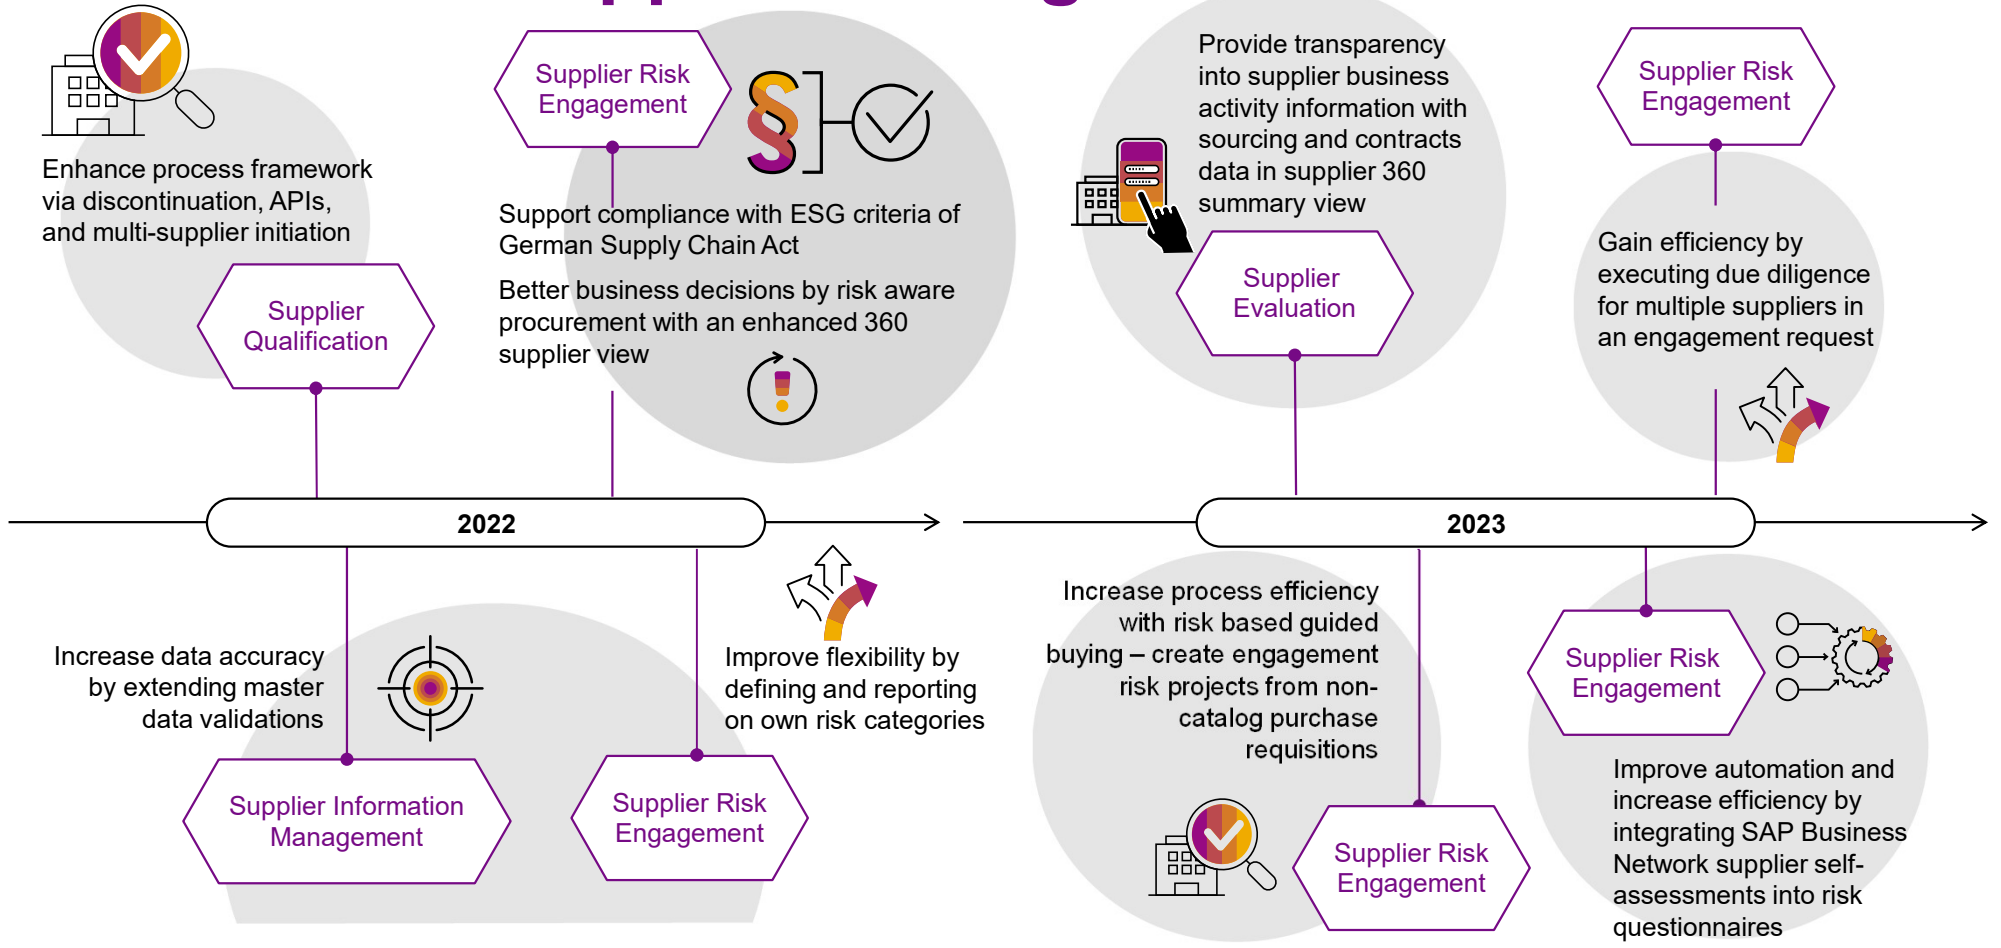 Enhance process framework
via discontinuation, APIs,
and multi-supplier initiation
Supplier
Qualification
Supplier Risk
Engagement
Support compliance with ESG criteria of
German Supply Chain Act
Better business decisions by risk aware
procurement with an enhanced 360
supplier view
Provide transparency
into supplier business
activity information with
sourcing and contracts
data in supplier 360
summary view
Supplier
Evaluation
Supplier Risk
Engagement
Gain efficiency by
executing due diligence
for multiple suppliers in
an engagement request
2022
2023
Increase data accuracy
by extending master
data validations
Supplier Information
Management
Improve flexibility by
defining and reporting
on own risk categories
Supplier Risk
Engagement
Increase process efficiency
with risk based guided
buying – create engagement
risk projects from non-
catalog purchase
requisitions
Supplier Risk
Engagement
Supplier Risk
Engagement
Improve automation and
increase efficiency by
integrating SAP Business
Network supplier self-
assessments into risk
questionnaires